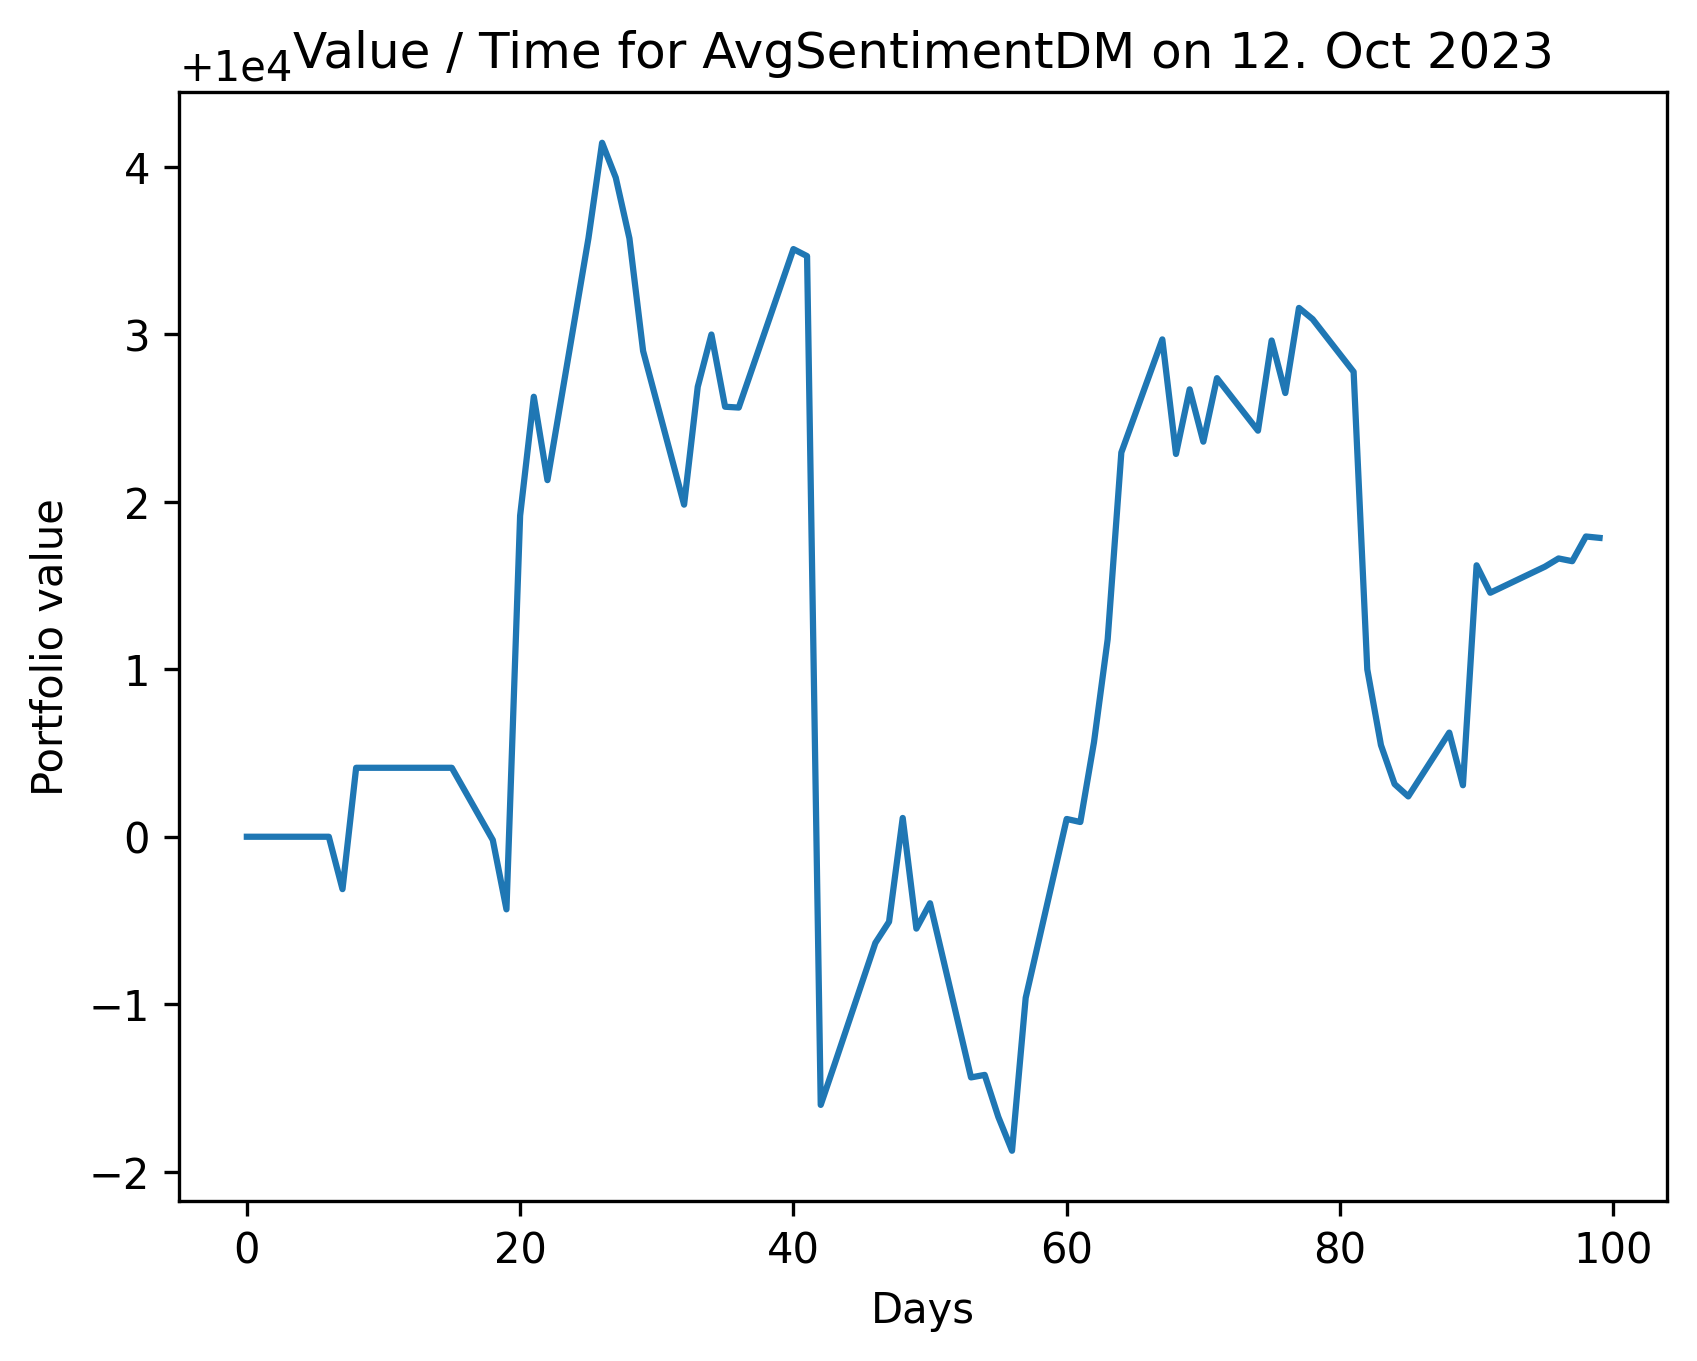 Value / Time for AvgSentimentDM on 12. Oct 2023
+1e4
4
3
2
1
0
−1
−2
Portfolio value
0 20 40 60 80 100
Days